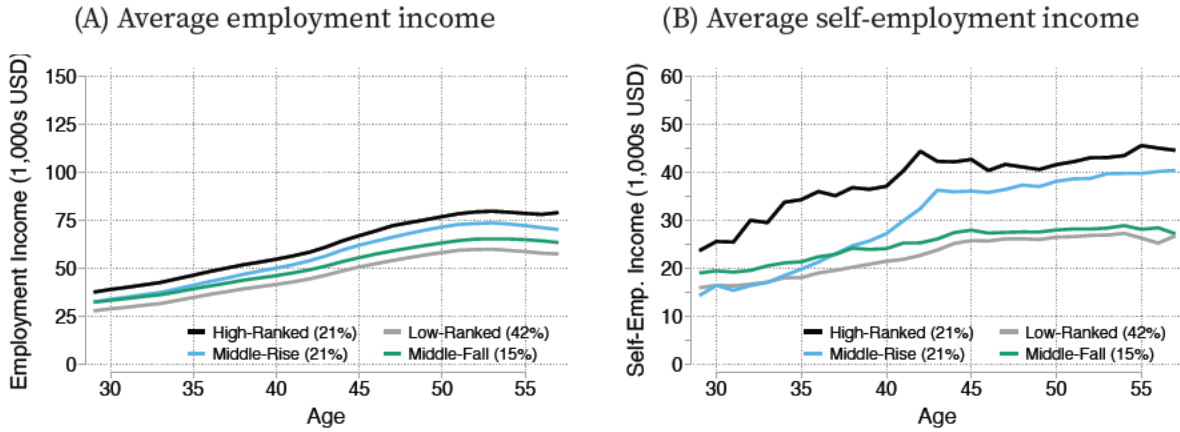 (A) Average employment income
Employment Income (1,000s USD)
150
125
100
75
50
25
0
High-Ranked (21%)
Low-Ranked (42%)
Middle-Rise (21%)
Middle-Fall (15%)
30
35
40
45
50
55
Age
(B) Average self-employment income
Self-Emp. Income (1,000s USD)
60
50
40
30
20
10
0
High-Ranked (21%)
Low-Ranked (42%)
Middle-Rise (21%)
Middle-Fall (15%)
30
35
40
45
50
55
Age